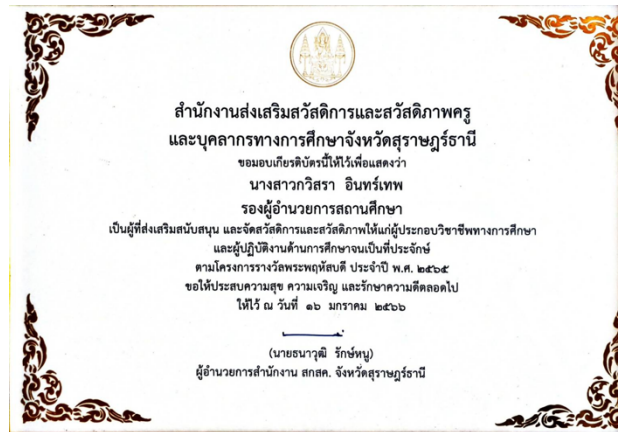 สำนักงานส่งเสริมสวัสดิการและสวัสดิภาพครู
และบุคลากรทางการศึกษาจังหวัดสุราษฎร์ธานี
ขอมอบเกียรติบัตรนี้ให้ไว้เพื่อแสดงว่า
นางสาวกวิสรา อินทร์เทพ
รองผู้อำนวยการสถานศึกษา
เป็นผู้ที่ส่งเสริมสนับสนุน และจัดสวัสดิการและสวัสดิภาพให้แก่ผู้ประกอบวิชาชีพทางการศึกษา
และผู้ปฏิบัติงานด้านการศึกษาจนเป็นที่ประจักษ์
ตามโครงการรางวัลพระพฤหัสบดี ประจำปี พ.ศ. ๒๕๖๕
ขอให้ประสบความสุข ความเจริญ และรักษาความดีตลอดไป
ให้ไว้ ณ วันที่ ๑๖ มกราคม ๒๕๖๖
(นายธนาวุฒิ รักษ์หนู)
ผู้อำนวยการสำนักงาน สกสค. จังหวัดสุราษฎร์ธานี